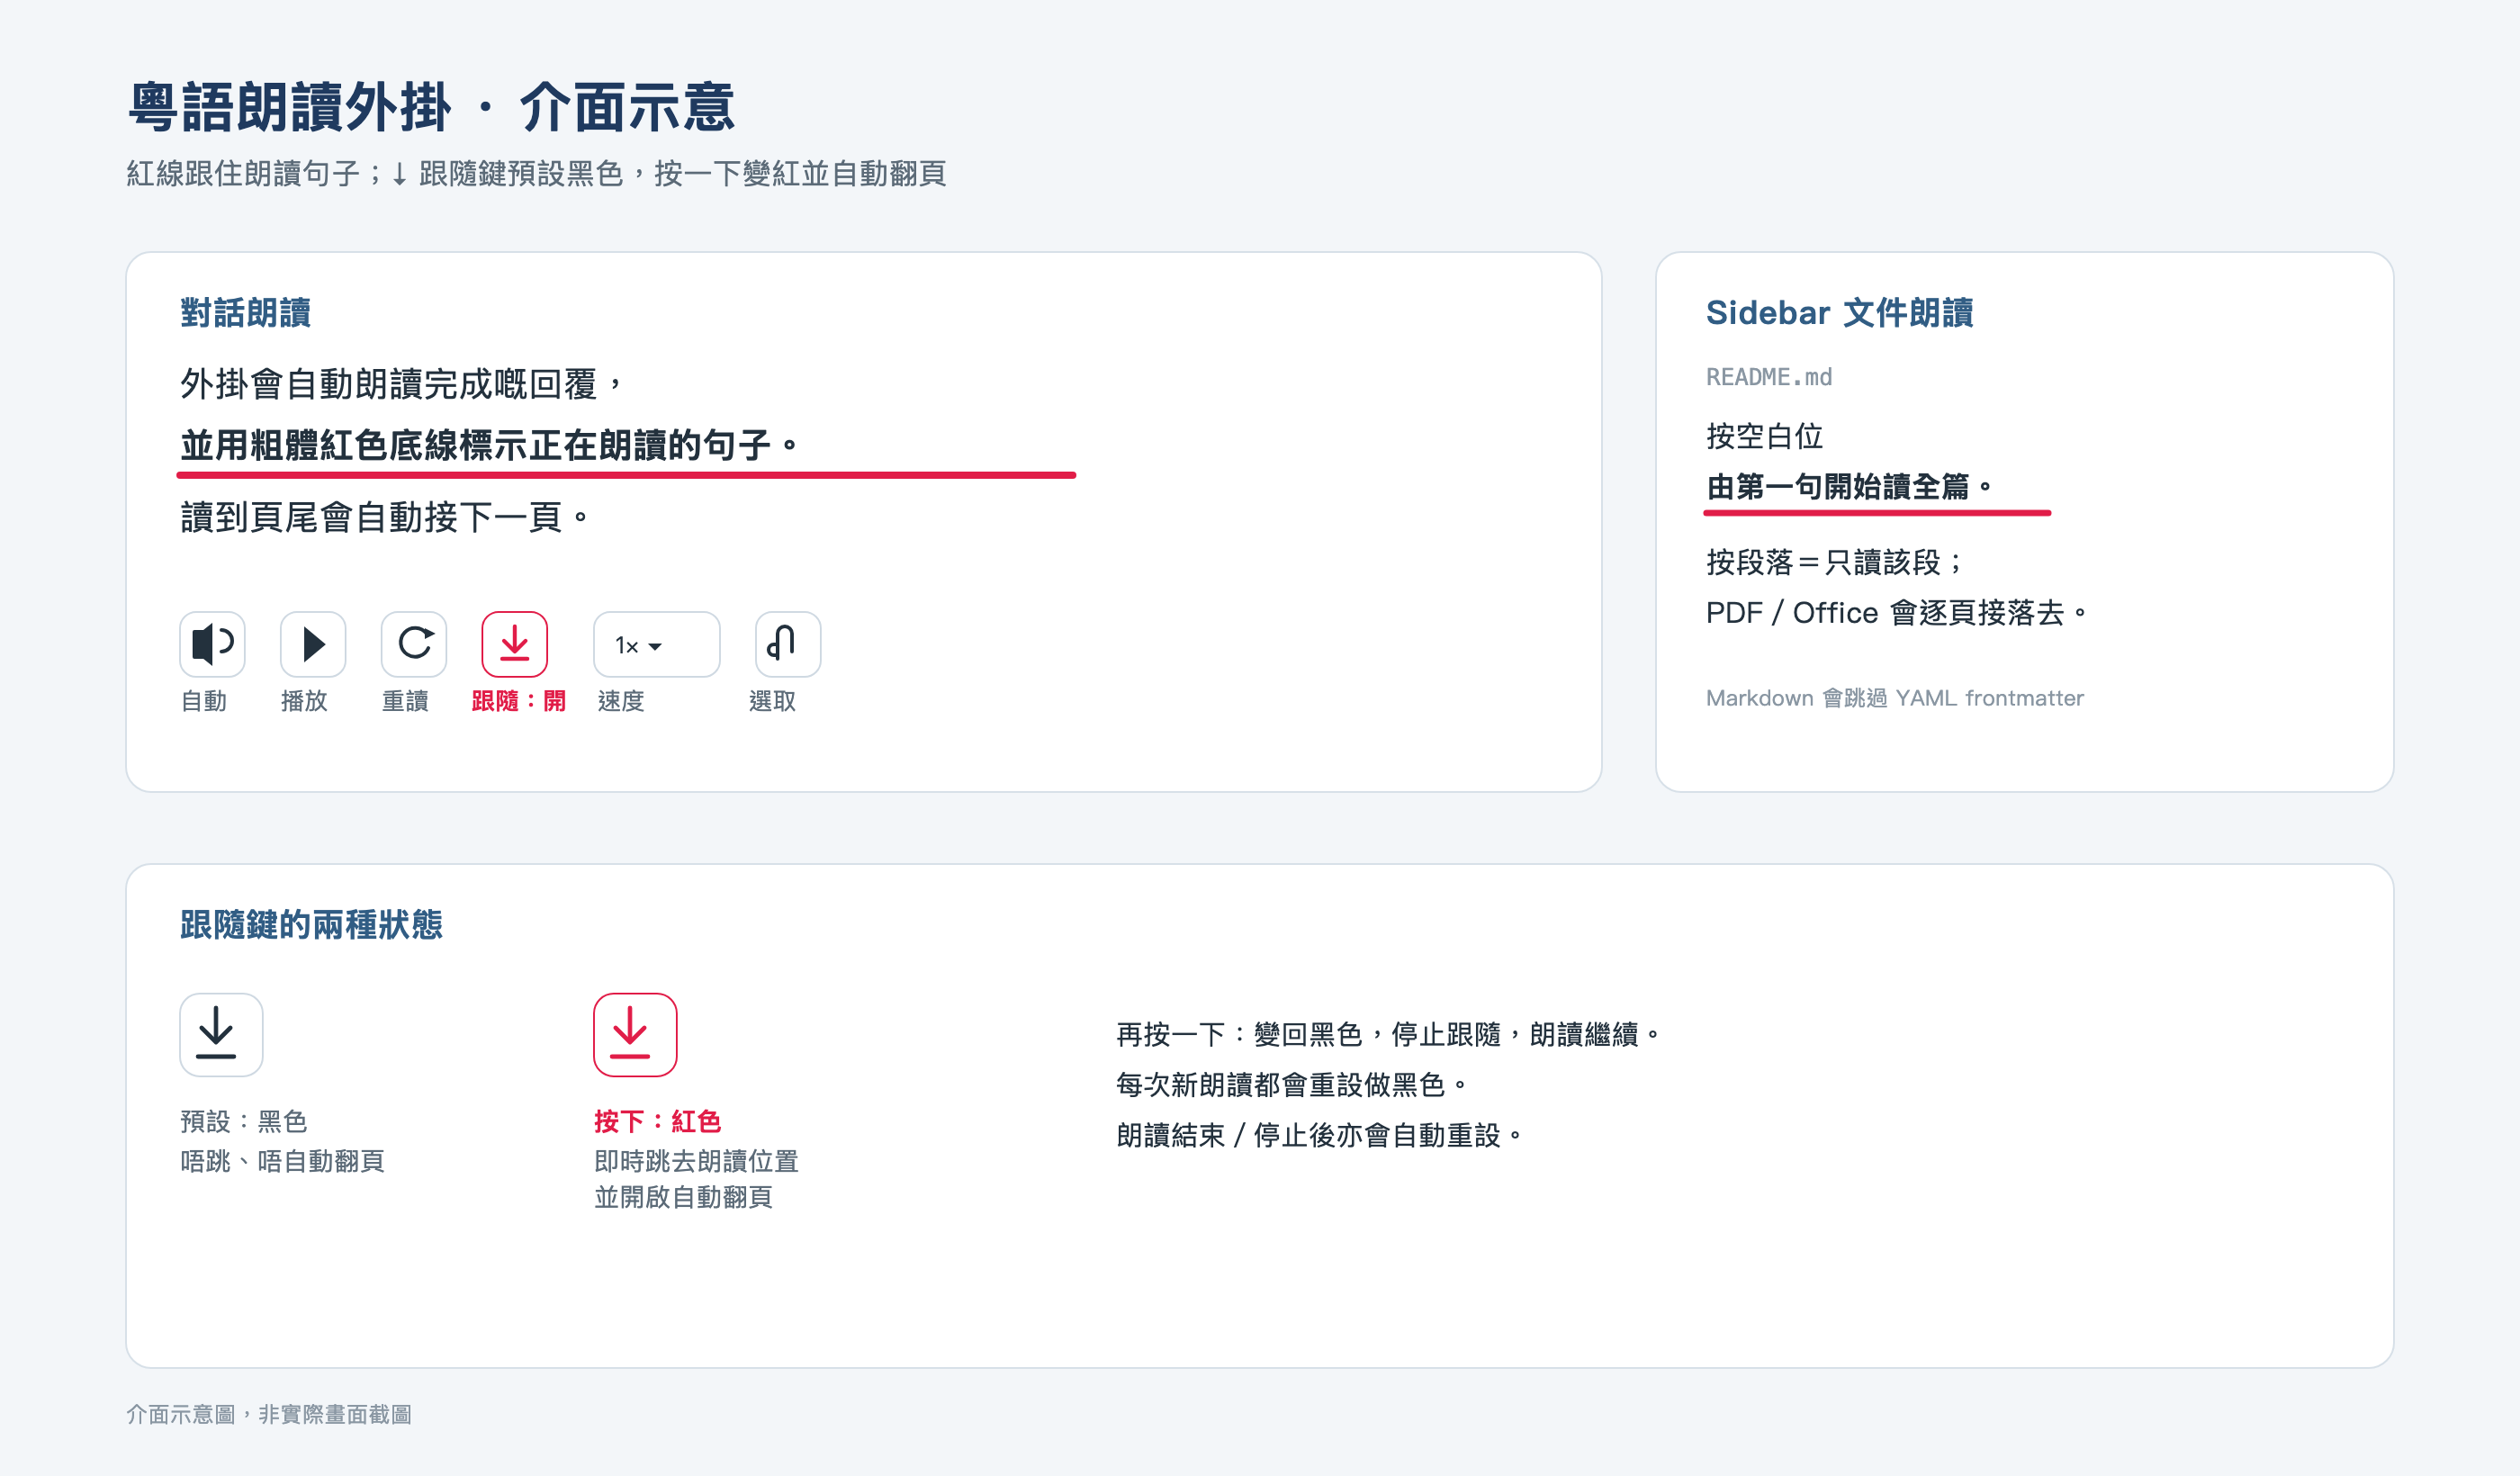 粵語朗讀外掛 · 介面示意
紅線跟住朗讀句子；↓ 跟隨鍵預設黑色，按一下變紅並自動翻頁
對話朗讀
外掛會自動朗讀完成嘅回覆，
並用粗體紅色底線標示正在朗讀的句子。
讀到頁尾會自動接下一頁。
1× ▾
自動 播放 重讀 跟隨：開 速度 選取
Sidebar 文件朗讀
README.md
按空白位
由第一句開始讀全篇。
按段落＝只讀該段；
PDF / Office 會逐頁接落去。
Markdown 會跳過 YAML frontmatter
跟隨鍵的兩種狀態
預設：黑色
唔跳、唔自動翻頁
按下：紅色
即時跳去朗讀位置
並開啟自動翻頁
再按一下：變回黑色，停止跟隨，朗讀繼續。
每次新朗讀都會重設做黑色。
朗讀結束 / 停止後亦會自動重設。
介面示意圖，非實際畫面截圖